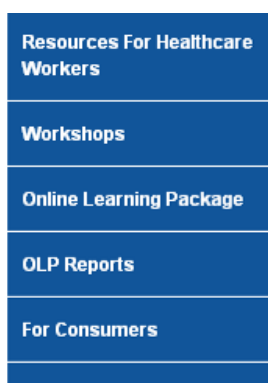 Resources For Healthcare
Workers
Workshops
Online Learning Package
OLP Reports
For Consumers